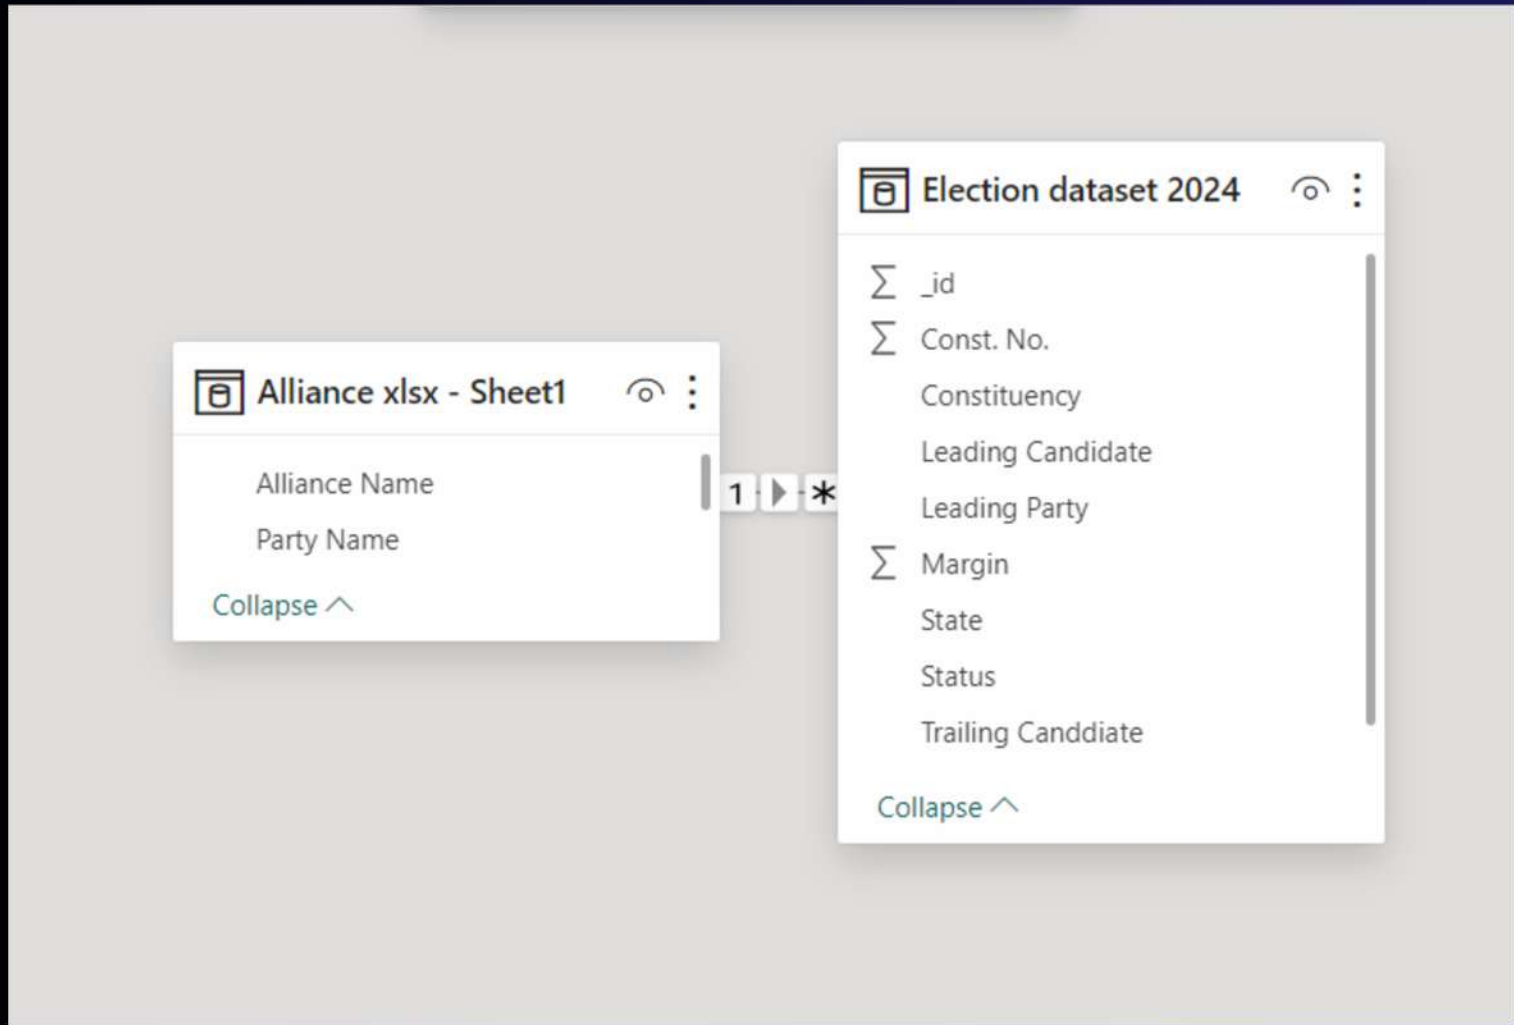 Alliance xlsx - Sheet1
Alliance Name
Party Name
Collapse
1 *
Election dataset 2024
Σ _id
Σ Const. No.
Constituency
Leading Candidate
Leading Party
Σ Margin
State
Status
Trailing Canddiate
Collapse